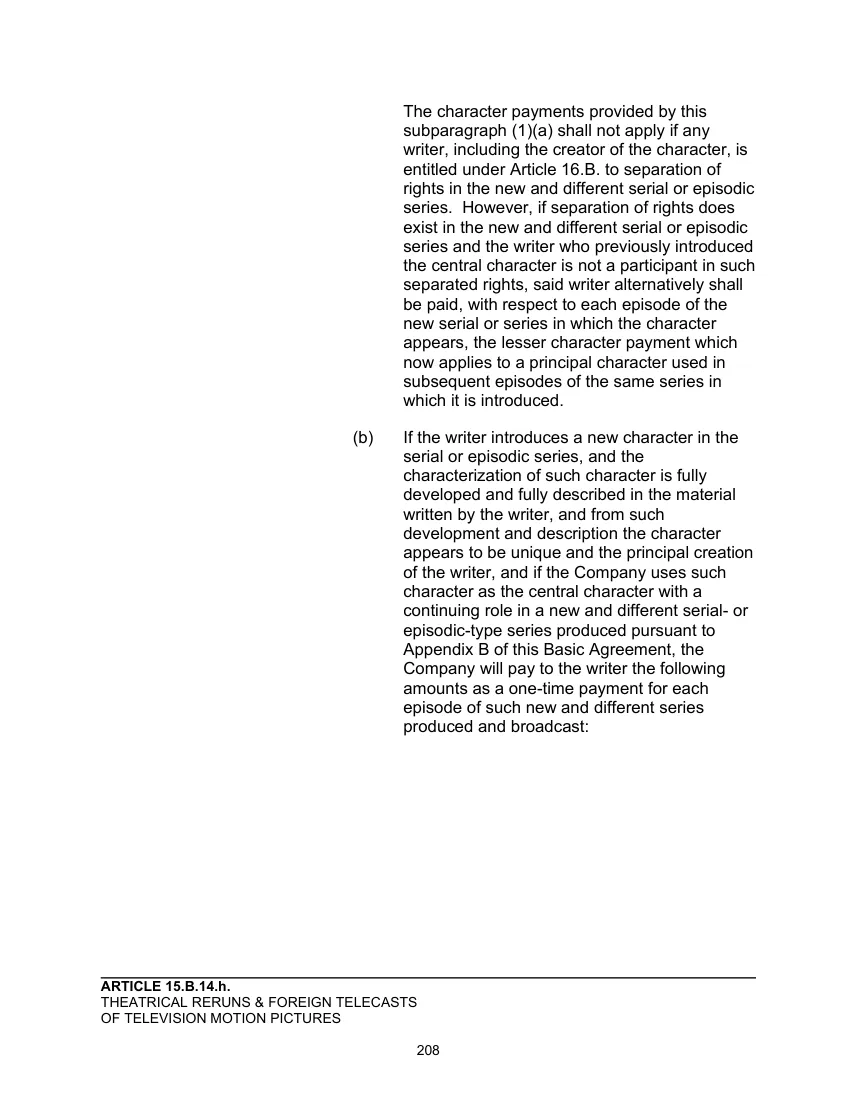 The character payments provided by this
subparagraph (1)(a) shall not apply if any
writer, including the creator of the character, is
entitled under Article 16.B. to separation of
rights in the new and different serial or episodic
series.  However, if separation of rights does
exist in the new and different serial or episodic
series and the writer who previously introduced
the central character is not a participant in such
separated rights, said writer alternatively shall
be paid, with respect to each episode of the
new serial or series in which the character
appears, the lesser character payment which
now applies to a principal character used in
subsequent episodes of the same series in
which it is introduced.
(b) If the writer introduces a new character in the
serial or episodic series, and the
characterization of such character is fully
developed and fully described in the material
written by the writer, and from such
development and description the character
appears to be unique and the principal creation
of the writer, and if the Company uses such
character as the central character with a
continuing role in a new and different serial- or
episodic-type series produced pursuant to
Appendix B of this Basic Agreement, the
Company will pay to the writer the following
amounts as a one-time payment for each
episode of such new and different series
produced and broadcast:
ARTICLE 15.B.14.h.
THEATRICAL RERUNS & FOREIGN TELECASTS
OF TELEVISION MOTION PICTURES
208